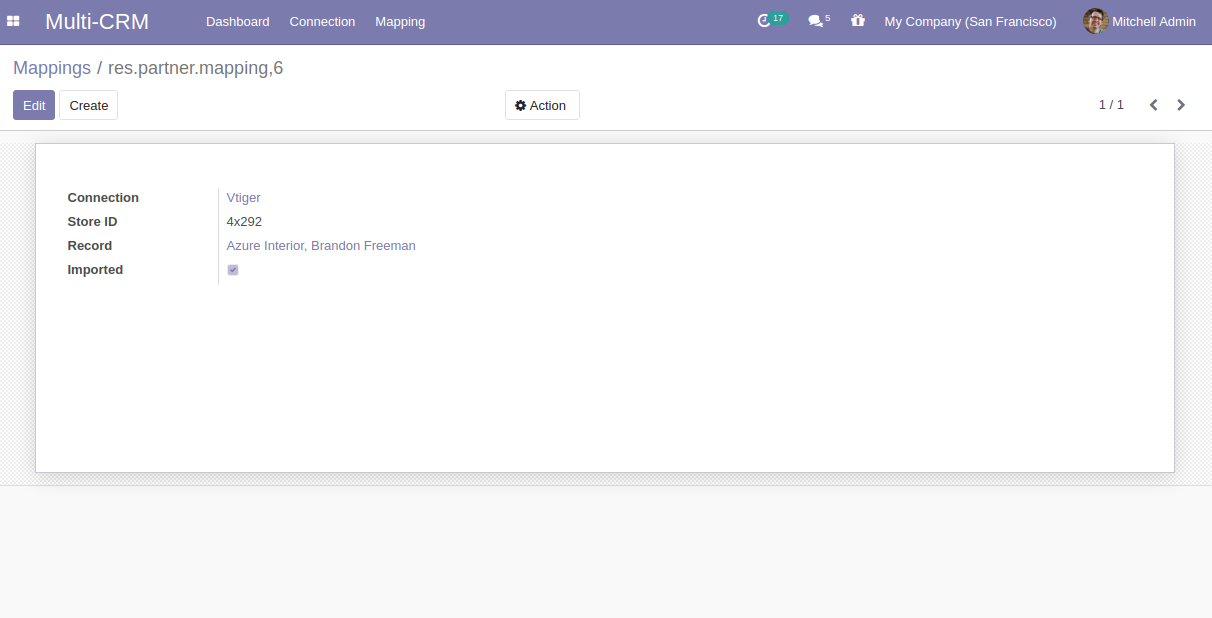 Multi-CRM Dashboard Connection Mapping 17 5 My Company (San Francisco) Mitchell Admin
Mappings / res.partner.mapping,6
Edit Create Action 1 / 1
Connection Vtiger
Store ID 4x292
Record Azure Interior, Brandon Freeman
Imported